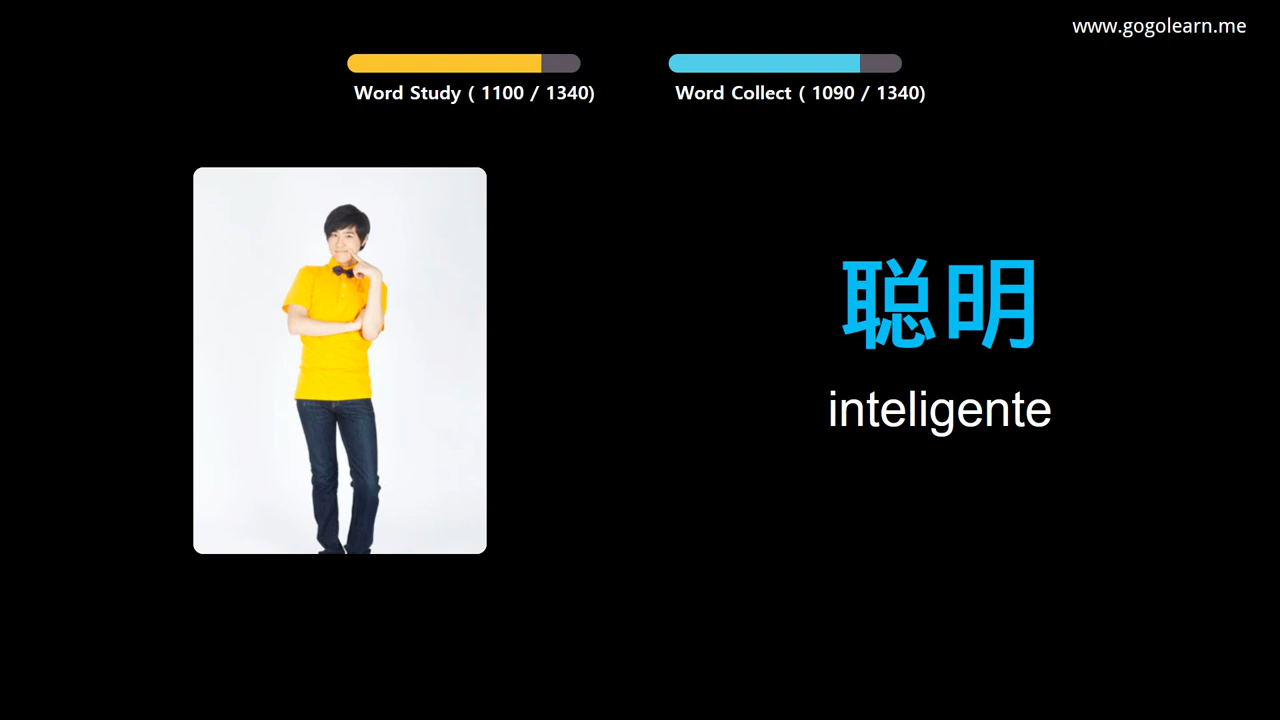 www.gogolearn.me
Word Study ( 1100 / 1340)
Word Collect ( 1090 / 1340)
聪明
inteligente